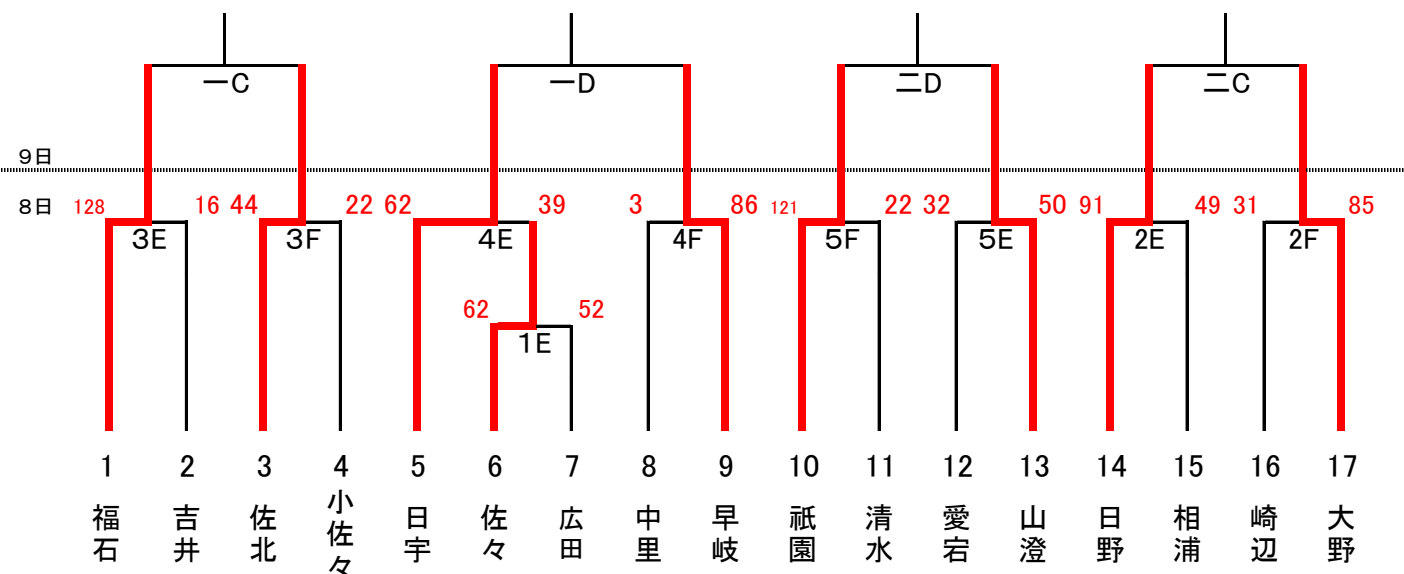 一C 一D 二D 二C
9日
8日 128 16 44 22 62 39 3 86 121 22 32 50 91 49 31 85
3E 3F 4E 4F 5F 5E 2E 2F
62 52
1E
1 2 3 4 5 6 7 8 9 10 11 12 13 14 15 16 17
福石 吉井 佐北 小佐々 日宇 佐々 広田 中里 早岐 祇園 清水 愛宕 山澄 日野 相浦 崎辺 大野